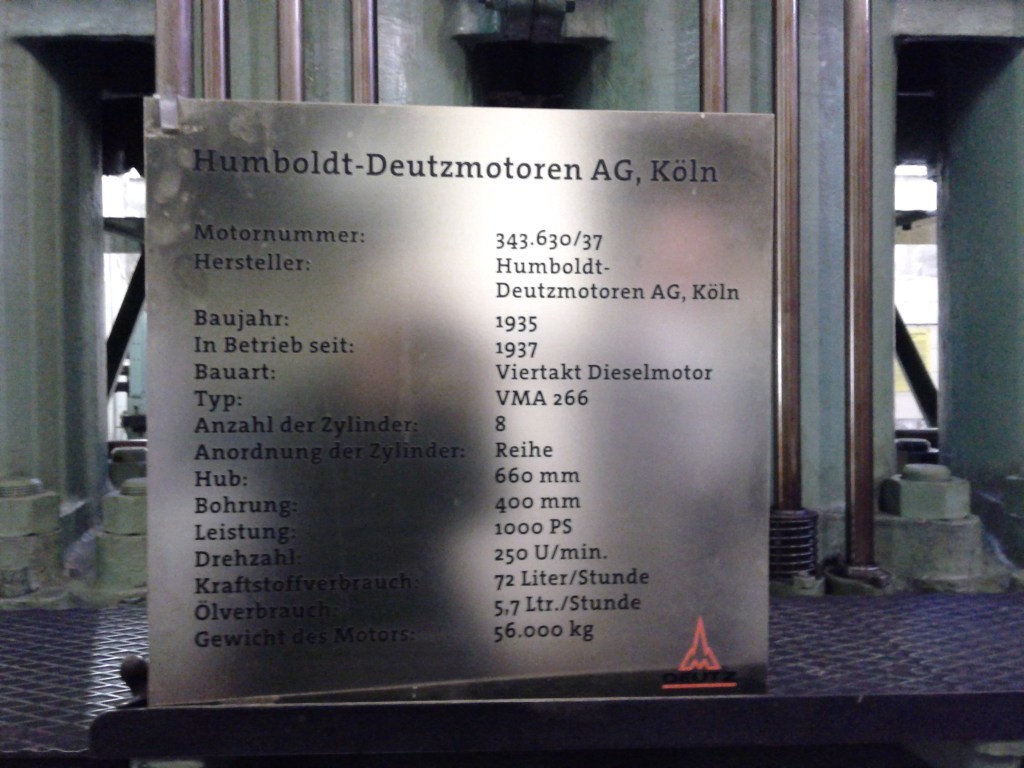 Humboldt-Deutzmotoren AG, Köln
Motornummer: 343.630/37
Hersteller: Humboldt-
Deutzmotoren AG, Köln
Baujahr: 1935
In Betrieb seit: 1937
Bauart: Viertakt Dieselmotor
Typ: VMA 266
Anzahl der Zylinder: 8
Anordnung der Zylinder: Reihe
Hub: 660 mm
Bohrung: 400 mm
Leistung: 1000 PS
Drehzahl: 250 U/min.
Kraftstoffverbrauch: 72 Liter/Stunde
Ölverbrauch: 5,7 Ltr./Stunde
Gewicht des Motors: 56.000 kg
DEUTZ